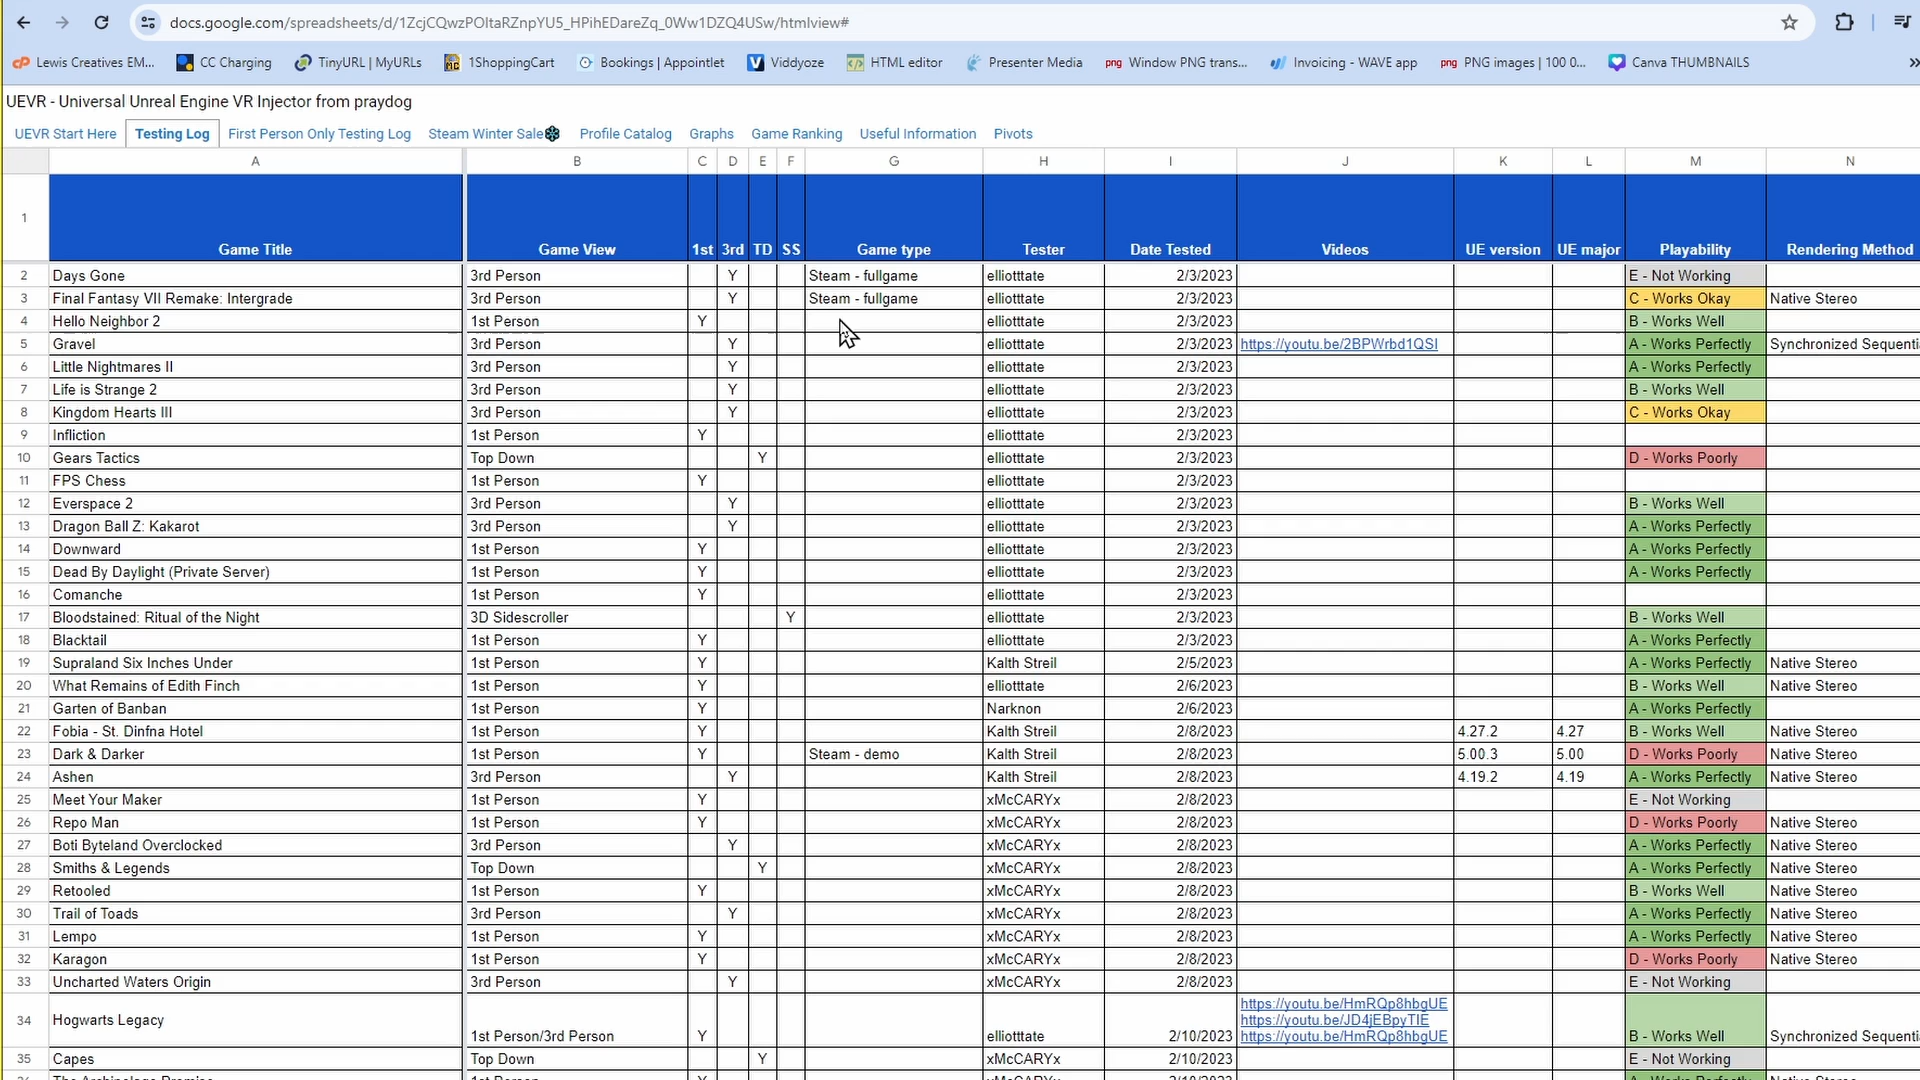 docs.google.com/spreadsheets/d/1ZcjCQwzPOltaRZnpYU5_HPihEDareZq_0Ww1DZQ4USw/htmlview#
Lewis Creatives EM... CC Charging TinyURL | MyURLs 1ShoppingCart Bookings | Appointlet Viddyoze HTML editor Presenter Media png Window PNG trans... Invoicing - WAVE app png PNG images | 100 0... Canva THUMBNAILS »
UEVR - Universal Unreal Engine VR Injector from praydog
UEVR Start Here Testing Log First Person Only Testing Log Steam Winter Sale Profile Catalog Graphs Game Ranking Useful Information Pivots
A B C D E F G H I J K L M N
1 Game Title Game View 1st 3rd TD SS Game type Tester Date Tested Videos UE version UE major Playability Rendering Method
2 Days Gone 3rd Person Y Steam - fullgame elliotttate 2/3/2023 E - Not Working
3 Final Fantasy VII Remake: Intergrade 3rd Person Y Steam - fullgame elliotttate 2/3/2023 C - Works Okay Native Stereo
4 Hello Neighbor 2 1st Person Y elliotttate 2/3/2023 B - Works Well
5 Gravel 3rd Person Y elliotttate 2/3/2023 https://youtu.be/2BPWrbd1QSI A - Works Perfectly Synchronized Sequenti
6 Little Nightmares II 3rd Person Y elliotttate 2/3/2023 A - Works Perfectly
7 Life is Strange 2 3rd Person Y elliotttate 2/3/2023 B - Works Well
8 Kingdom Hearts III 3rd Person Y elliotttate 2/3/2023 C - Works Okay
9 Infliction 1st Person Y elliotttate 2/3/2023
10 Gears Tactics Top Down Y elliotttate 2/3/2023 D - Works Poorly
11 FPS Chess 1st Person Y elliotttate 2/3/2023
12 Everspace 2 3rd Person Y elliotttate 2/3/2023 B - Works Well
13 Dragon Ball Z: Kakarot 3rd Person Y elliotttate 2/3/2023 A - Works Perfectly
14 Downward 1st Person Y elliotttate 2/3/2023 A - Works Perfectly
15 Dead By Daylight (Private Server) 1st Person Y elliotttate 2/3/2023 A - Works Perfectly
16 Comanche 1st Person Y elliotttate 2/3/2023
17 Bloodstained: Ritual of the Night 3D Sidescroller Y elliotttate 2/3/2023 B - Works Well
18 Blacktail 1st Person Y elliotttate 2/3/2023 A - Works Perfectly
19 Supraland Six Inches Under 1st Person Y Kalth Streil 2/5/2023 A - Works Perfectly Native Stereo
20 What Remains of Edith Finch 1st Person Y elliotttate 2/6/2023 B - Works Well Native Stereo
21 Garten of Banban 1st Person Y Narknon 2/6/2023 A - Works Perfectly
22 Fobia - St. Dinfna Hotel 1st Person Y Kalth Streil 2/8/2023 4.27.2 4.27 B - Works Well Native Stereo
23 Dark & Darker 1st Person Y Steam - demo Kalth Streil 2/8/2023 5.00.3 5.00 D - Works Poorly Native Stereo
24 Ashen 3rd Person Y Kalth Streil 2/8/2023 4.19.2 4.19 A - Works Perfectly Native Stereo
25 Meet Your Maker 1st Person Y xMcCARYx 2/8/2023 E - Not Working
26 Repo Man 1st Person Y xMcCARYx 2/8/2023 D - Works Poorly Native Stereo
27 Boti Byteland Overclocked 3rd Person Y xMcCARYx 2/8/2023 A - Works Perfectly Native Stereo
28 Smiths & Legends Top Down Y xMcCARYx 2/8/2023 A - Works Perfectly Native Stereo
29 Retooled 1st Person Y xMcCARYx 2/8/2023 B - Works Well Native Stereo
30 Trail of Toads 3rd Person Y xMcCARYx 2/8/2023 A - Works Perfectly Native Stereo
31 Lempo 1st Person Y xMcCARYx 2/8/2023 A - Works Perfectly Native Stereo
32 Karagon 1st Person Y xMcCARYx 2/8/2023 D - Works Poorly Native Stereo
33 Uncharted Waters Origin 3rd Person Y xMcCARYx 2/8/2023 E - Not Working
https://youtu.be/HmRQp8hbgUE
34 Hogwarts Legacy https://youtu.be/JD4jEBpyTIE
1st Person/3rd Person Y elliotttate 2/10/2023 https://youtu.be/HmRQp8hbgUE B - Works Well Synchronized Sequenti
35 Capes Top Down Y xMcCARYx 2/10/2023 E - Not Working